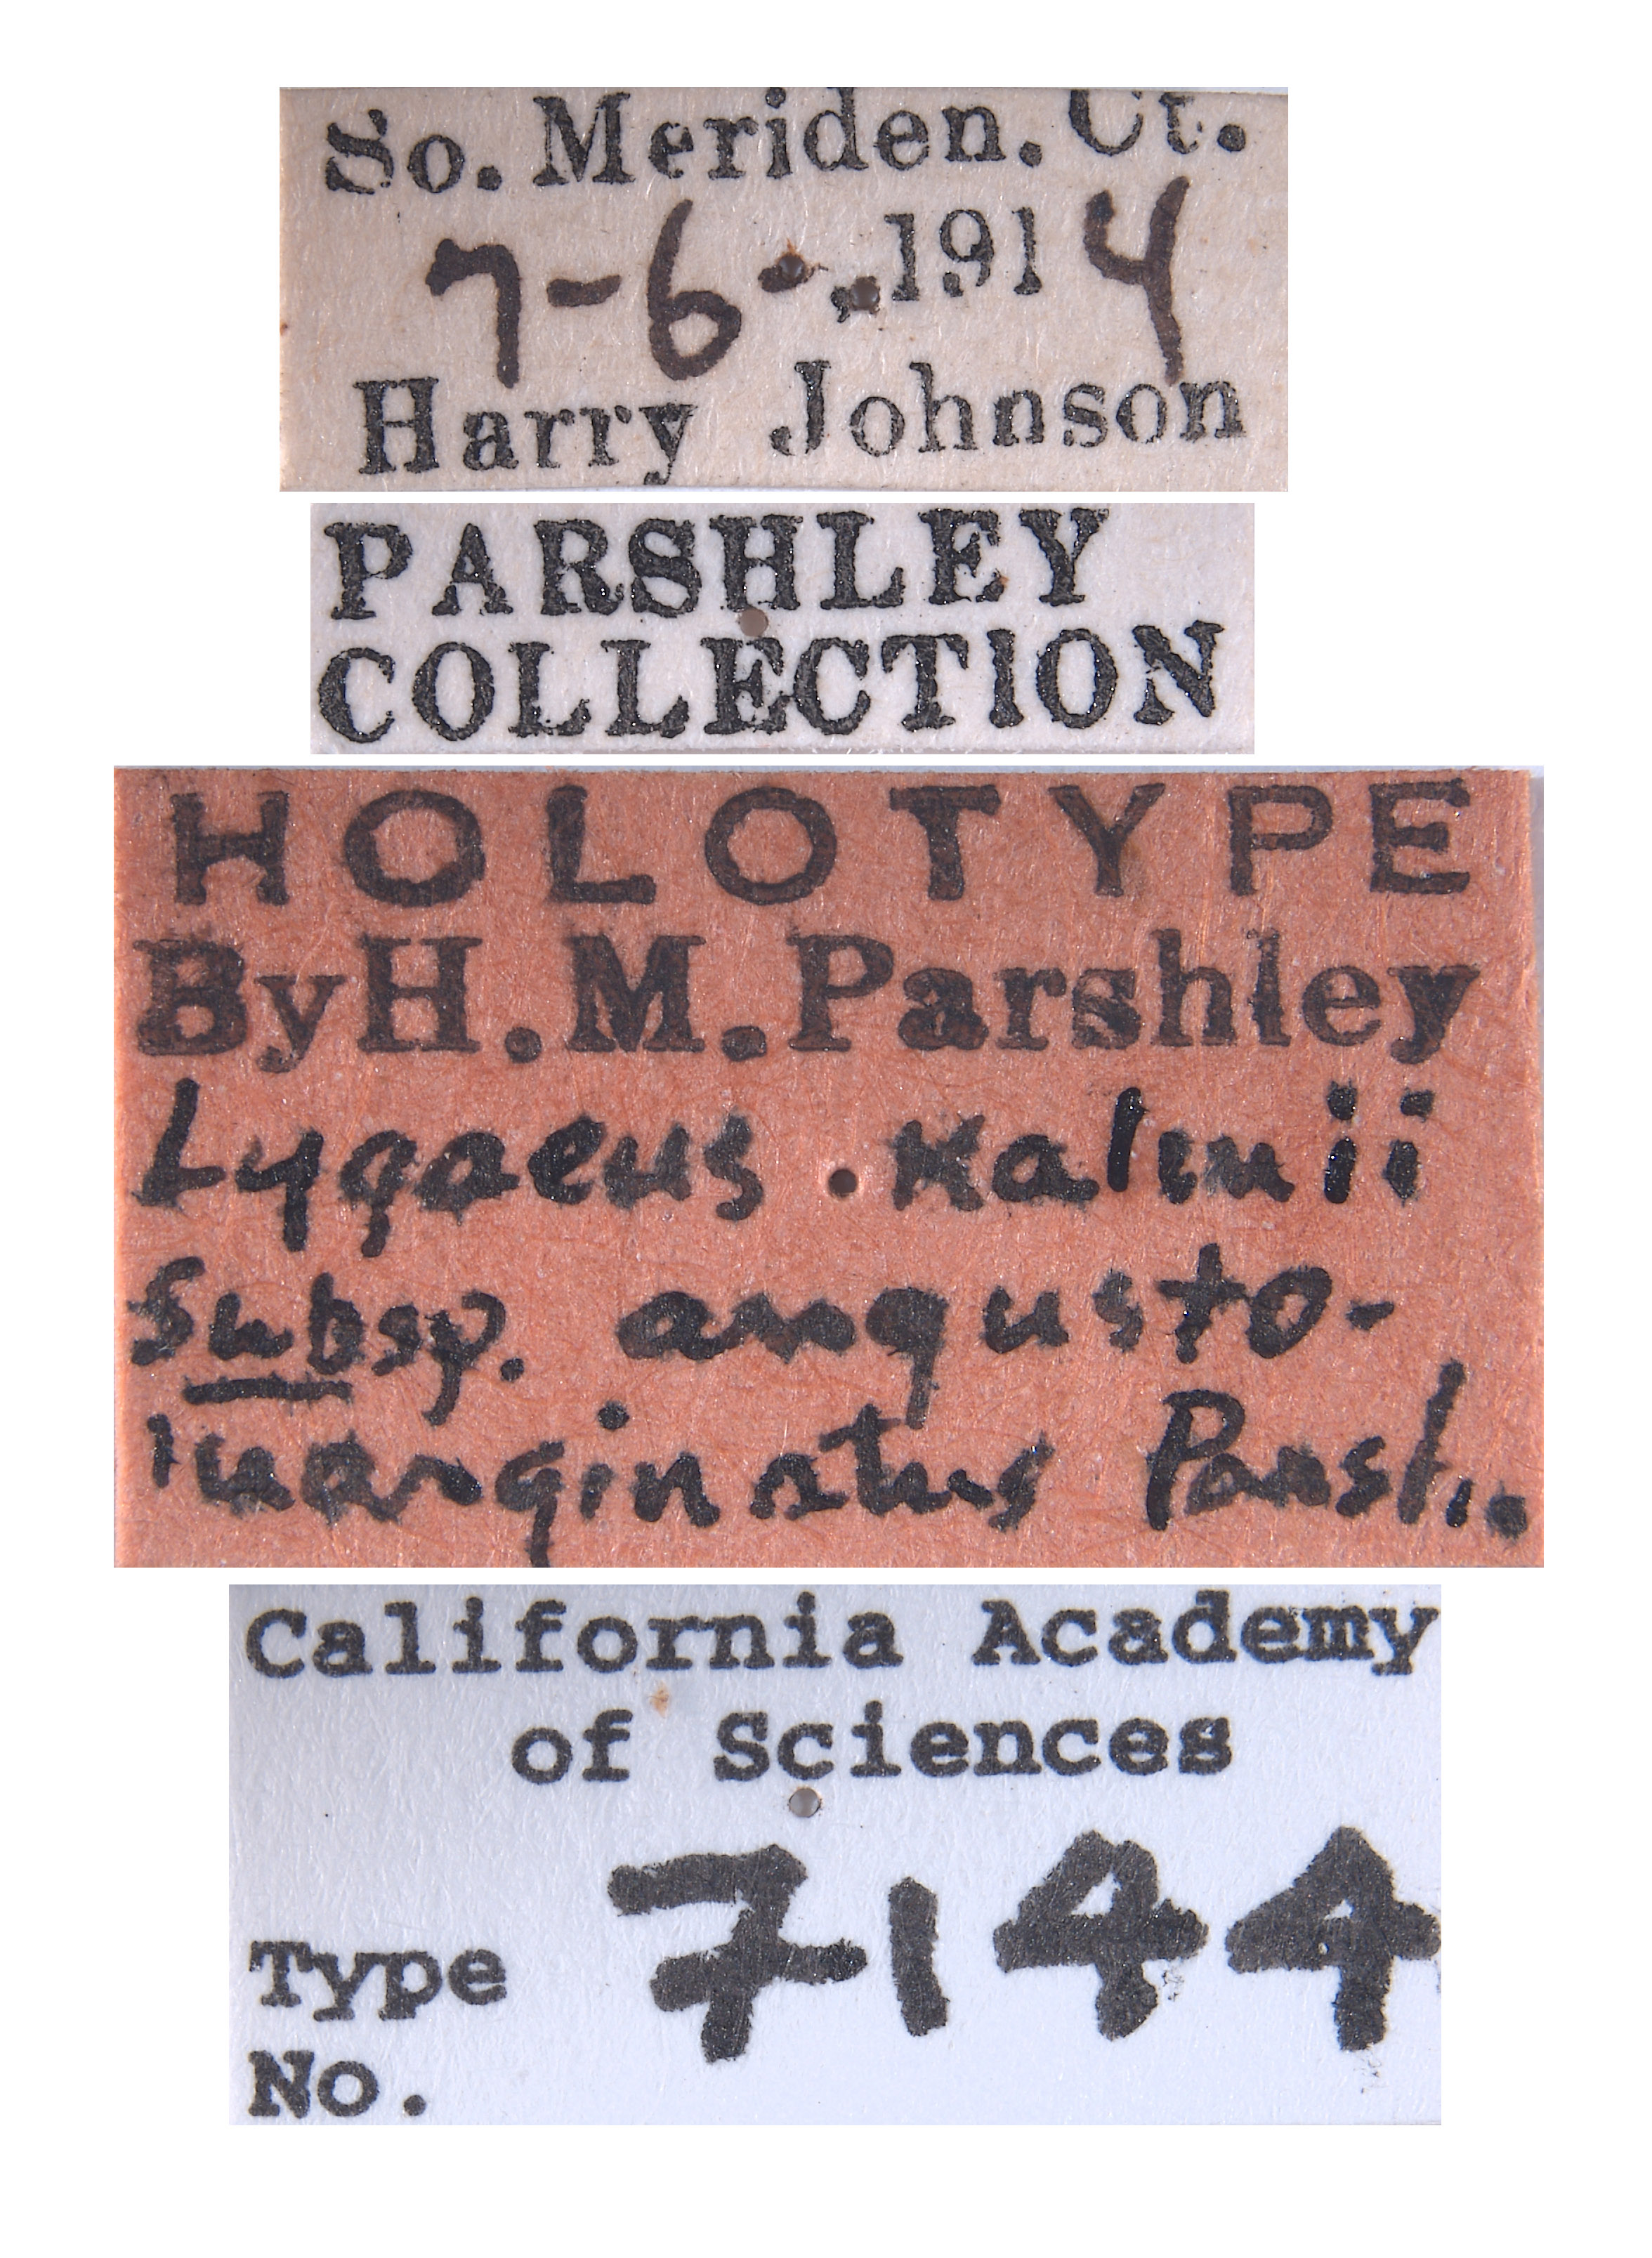 So. Meriden. Ct.
7-6-, 1914
Harry Johnson
PARSHLEY
COLLECTION
HOLOTYPE
By H. M. Parshley
Lygaeus kalmii
Subsp. angusto-
marginatus Parsh.
California Academy
of Sciences
Type 7144
No.